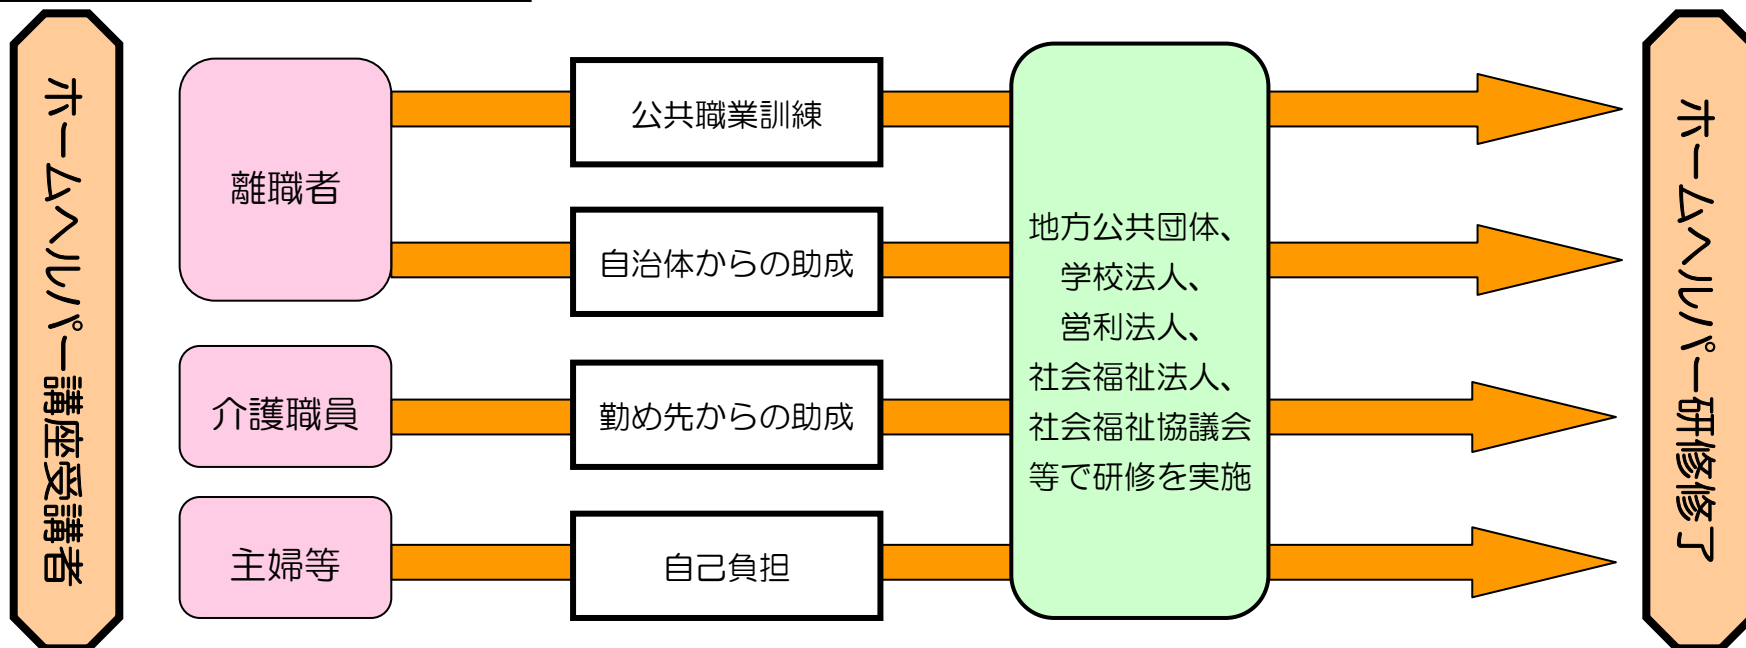 ホームヘルパー講座受講者
離職者
公共職業訓練
自治体からの助成
介護職員
勤め先からの助成
主婦等
自己負担
地方公共団体、
学校法人、
営利法人、
社会福祉法人、
社会福祉協議会
等で研修を実施
ホームヘルパー研修修了